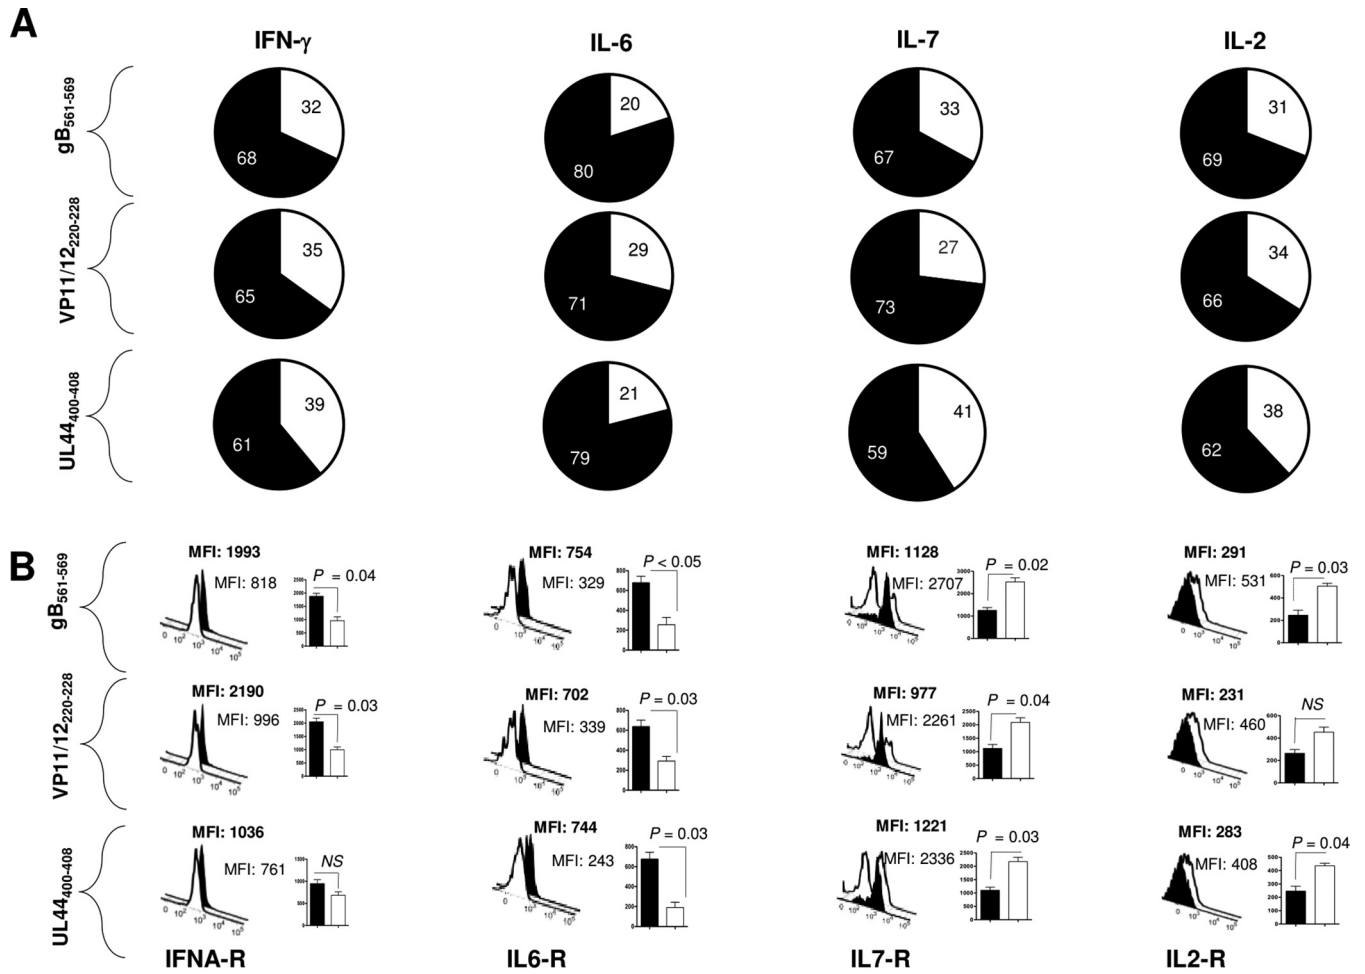 A
IFN-γ IL-6 IL-7 IL-2
gB561-569
32 20 33 31
68 80 67 69
VP11/12220-228
35 29 27 34
65 71 73 66
UL44400-408
39 21 41 38
61 79 59 62
B
gB561-569
MFI: 1993 MFI: 754 MFI: 1128 MFI: 291
MFI: 818 MFI: 329 MFI: 2707 MFI: 531
P = 0.04 P < 0.05 P = 0.02 P = 0.03
VP11/12220-228
MFI: 2190 MFI: 702 MFI: 977 MFI: 231
MFI: 996 MFI: 339 MFI: 2261 MFI: 460
P = 0.03 P = 0.03 P = 0.04 NS
UL44400-408
MFI: 1036 MFI: 744 MFI: 1221 MFI: 283
MFI: 761 MFI: 243 MFI: 2336 MFI: 408
NS P = 0.03 P = 0.03 P = 0.04
IFNA-R IL6-R IL7-R IL2-R